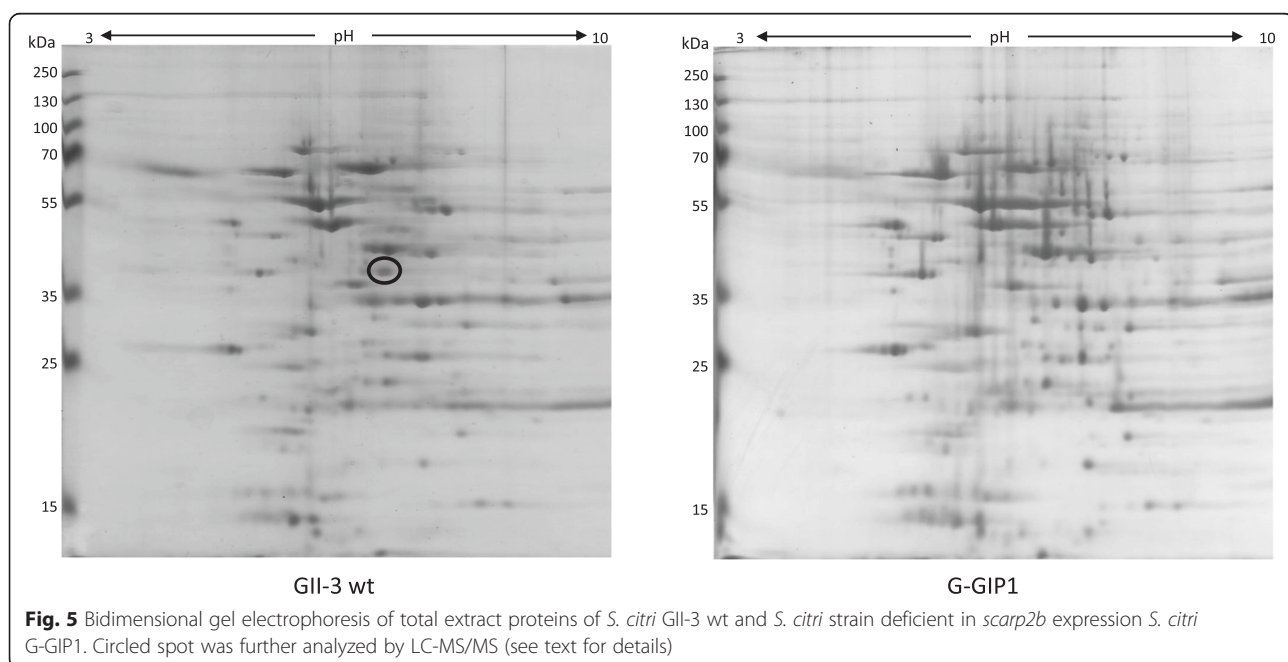 kDa 3 pH 10
250
130
100
70
55
35
25
15
GII-3 wt
kDa 3 pH 10
250
130
100
70
55
35
25
15
G-GIP1
Fig. 5 Bidimensional gel electrophoresis of total extract proteins of S. citri GII-3 wt and S. citri strain deficient in scarp2b expression S. citri
G-GIP1. Circled spot was further analyzed by LC-MS/MS (see text for details)